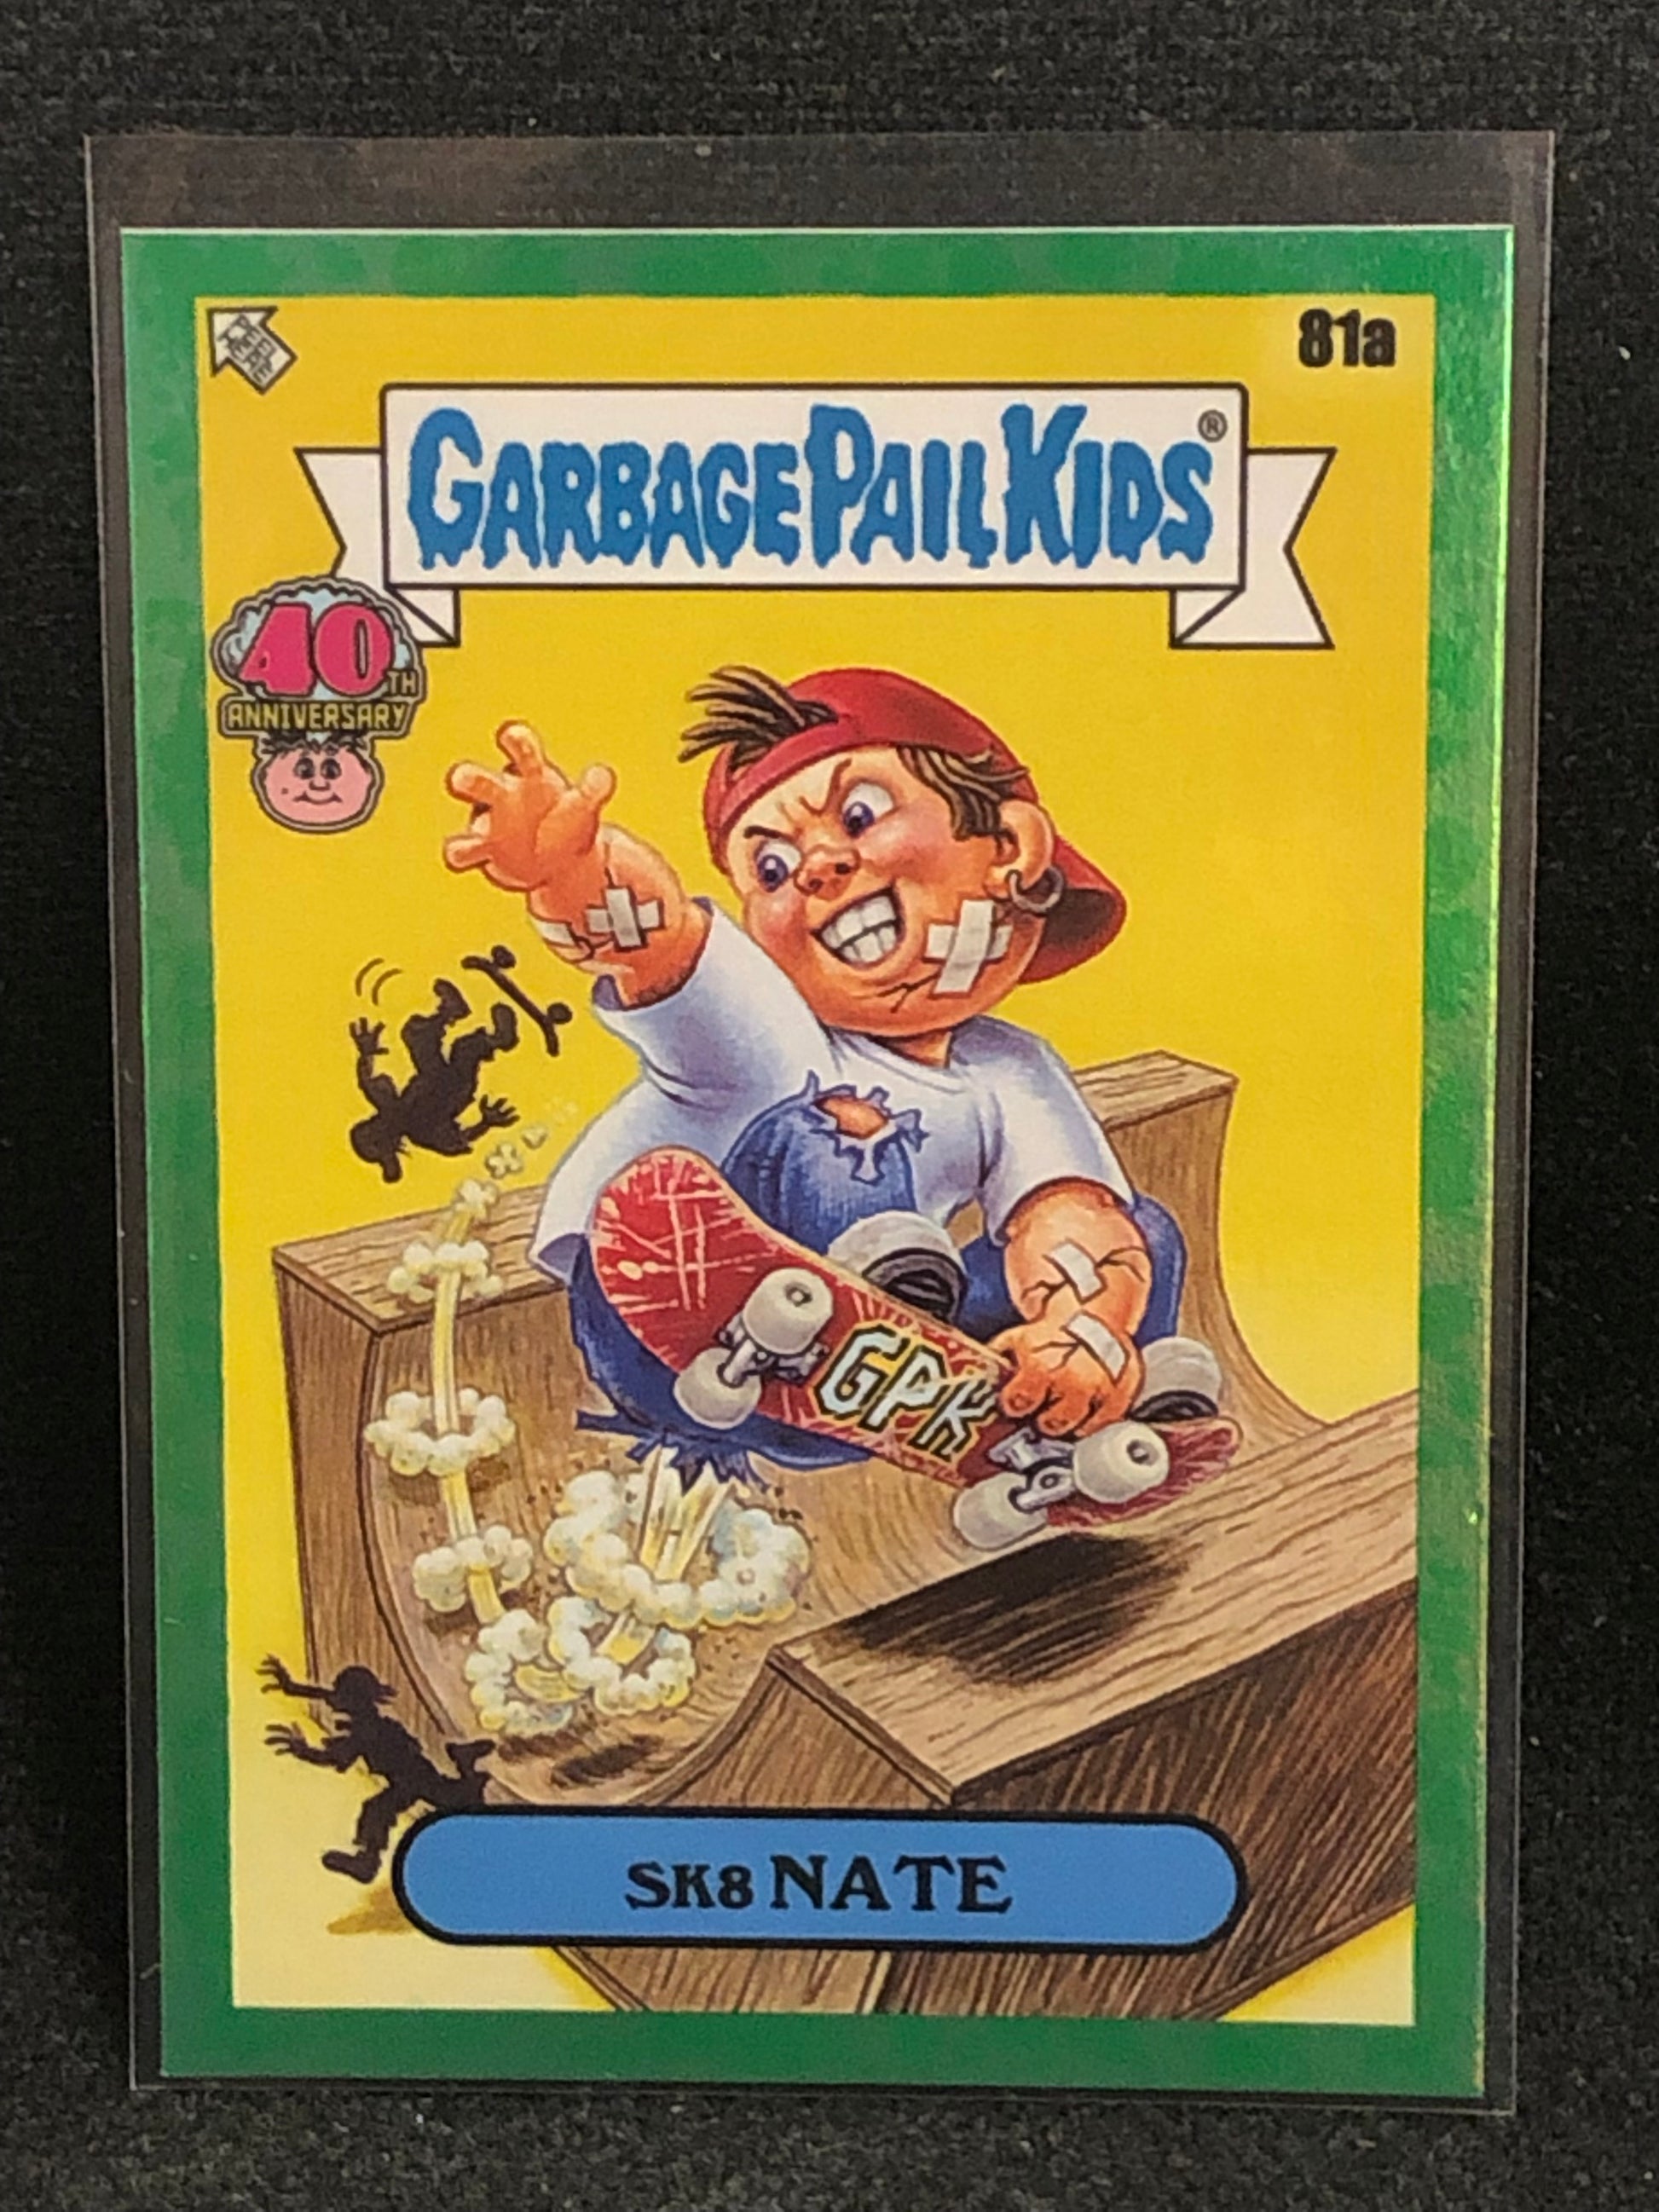 81a
GARBAGE PAIL KIDS®
40TH
ANNIVERSARY
GPK
SK8 NATE